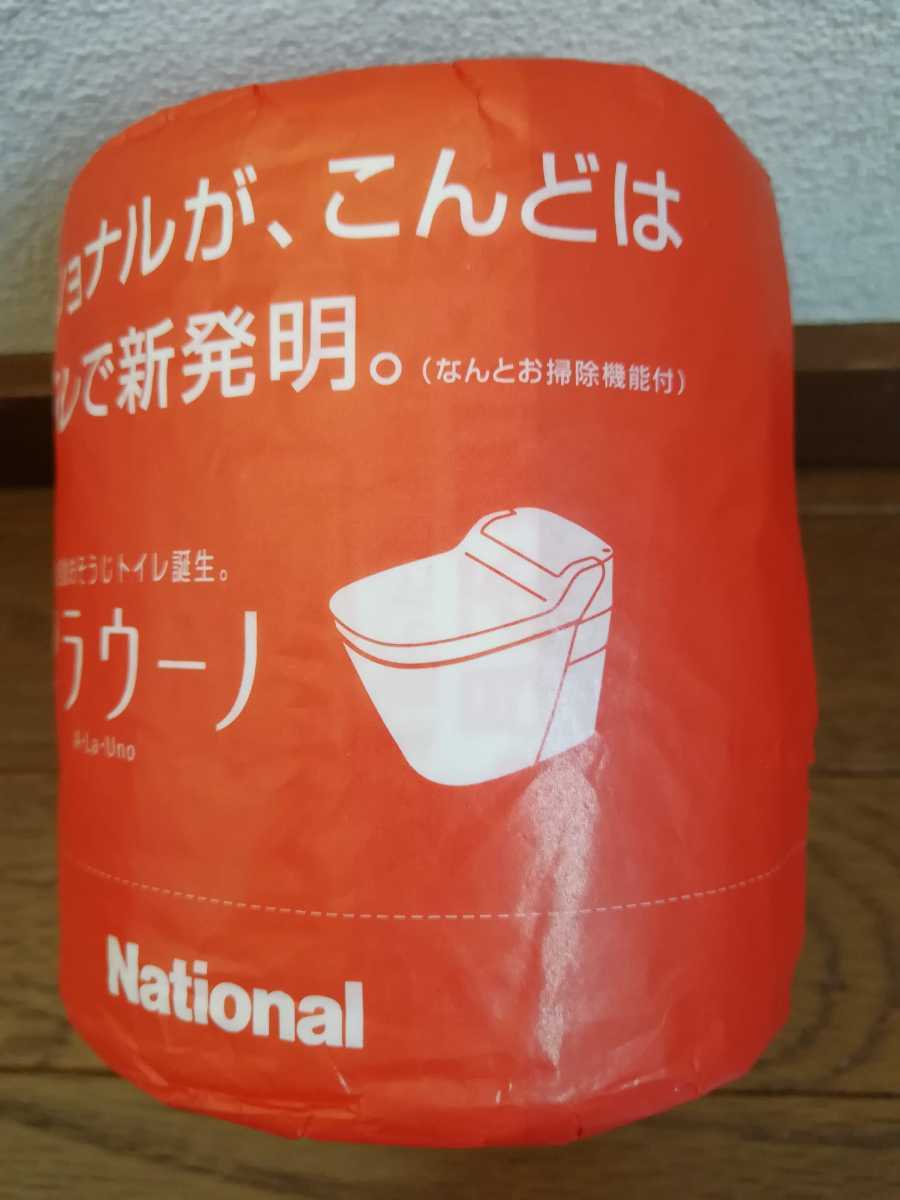 ョナルが、こんどは
レで新発明。(なんとお掃除機能付)
おそうじトイレ誕生。
ラウーノ
A・La・Uno
National